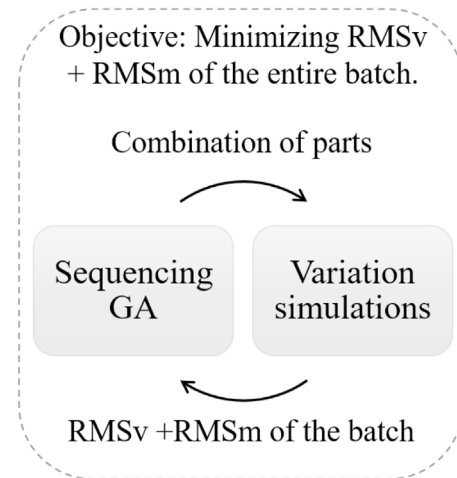 Objective: Minimizing RMSv
+ RMSm of the entire batch.
Combination of parts
Sequencing
GA
Variation
simulations
RMSv +RMSm of the batch